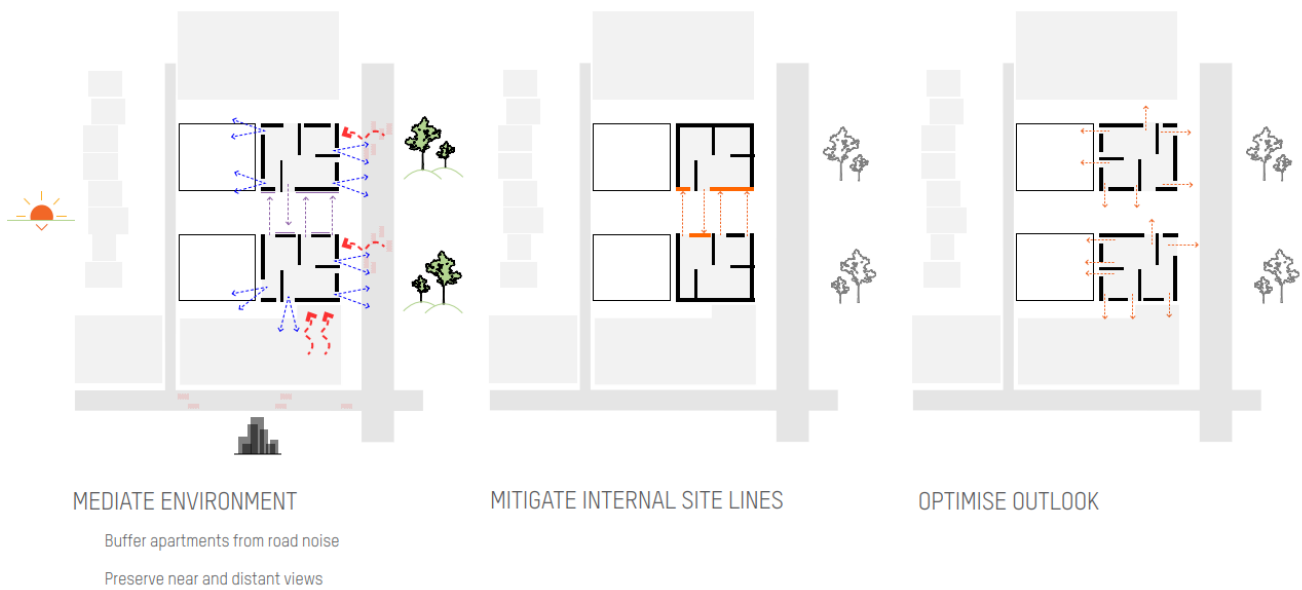 MEDIATE ENVIRONMENT
Buffer apartments from road noise
Preserve near and distant views
MITIGATE INTERNAL SITE LINES
OPTIMISE OUTLOOK